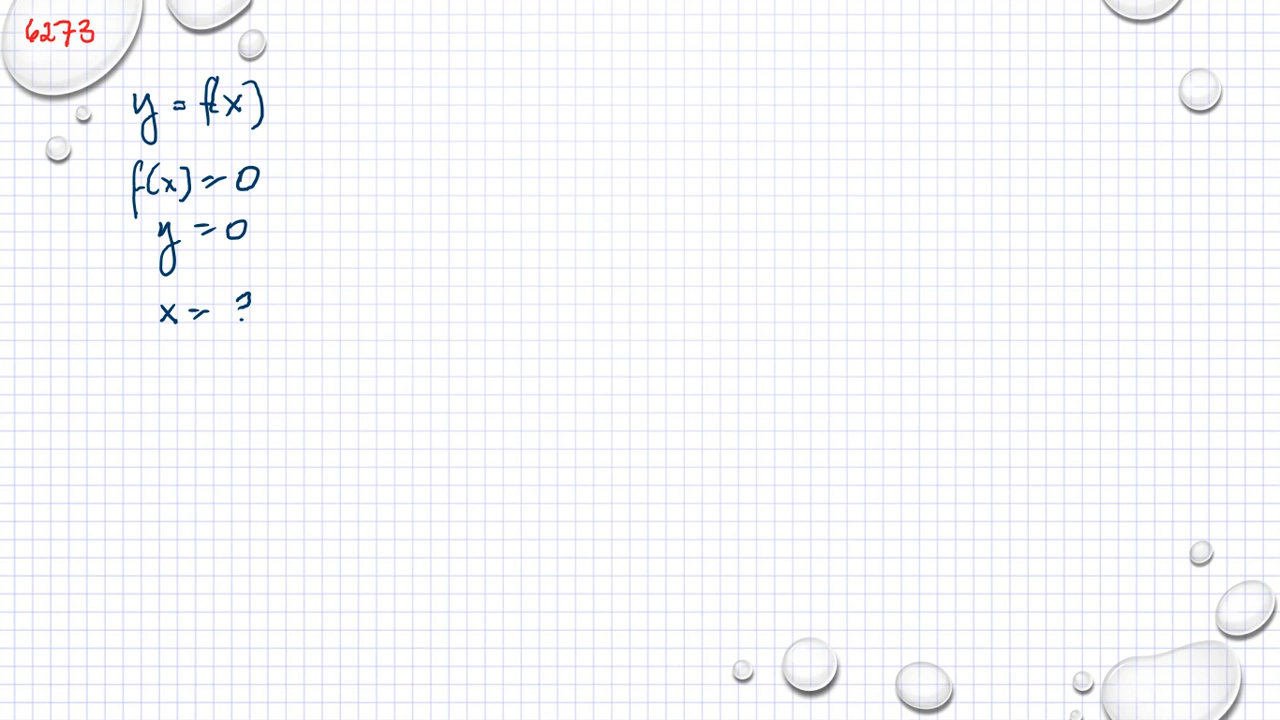 6273
y = f(x)
f(x) = 0
y = 0
x = ?